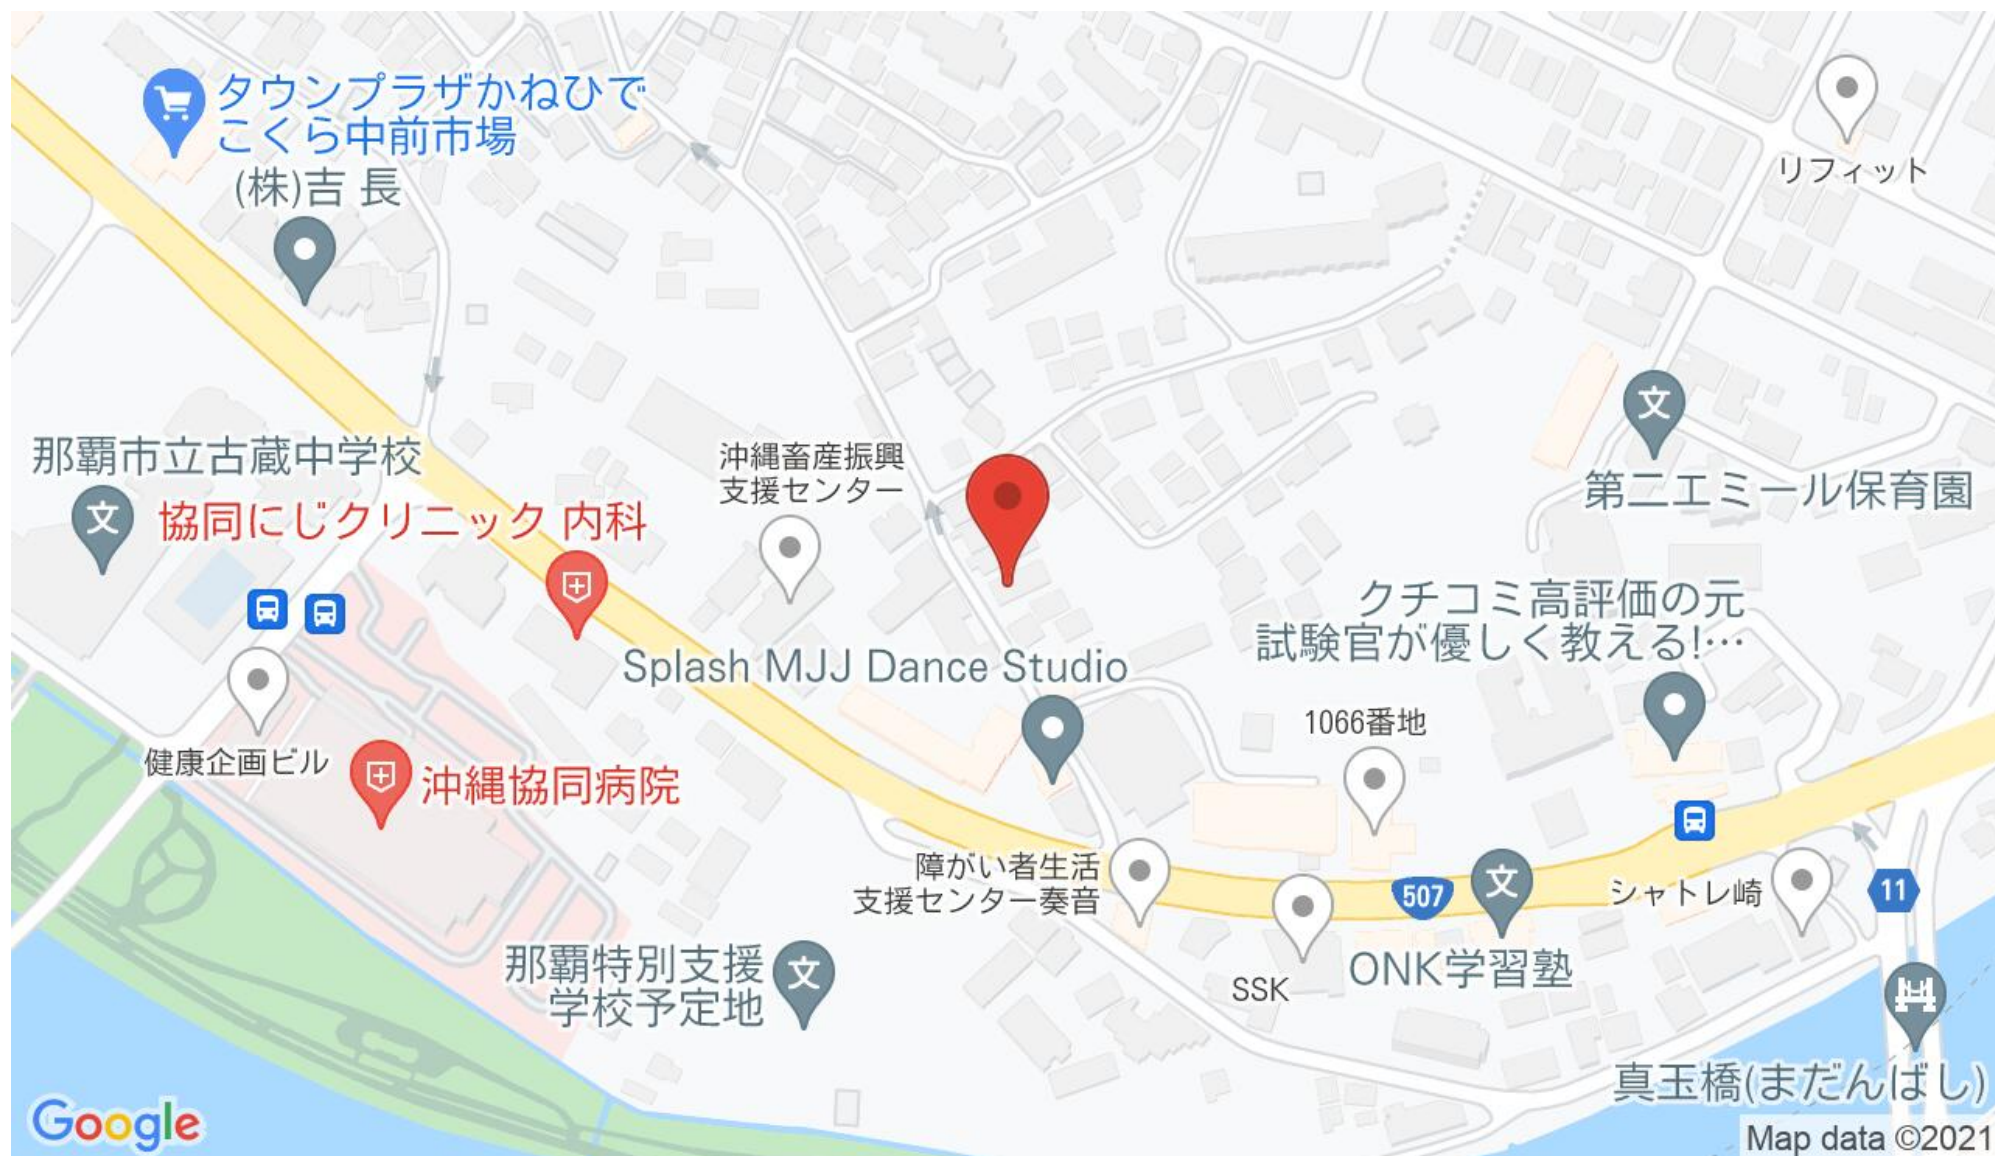 タウンプラザかねひで
こくら中前市場
(株)吉 長
リフィット
那覇市立古蔵中学校
協同にじクリニック 内科
沖縄畜産振興
支援センター
第二エミール保育園
クチコミ高評価の元
試験官が優しく教える!…
Splash MJJ Dance Studio
1066番地
健康企画ビル
沖縄協同病院
障がい者生活
支援センター奏音
507
シャトレ崎
11
那覇特別支援
学校予定地
SSK
ONK学習塾
真玉橋(まだんばし)
Google
Map data ©2021
文
文
文
文